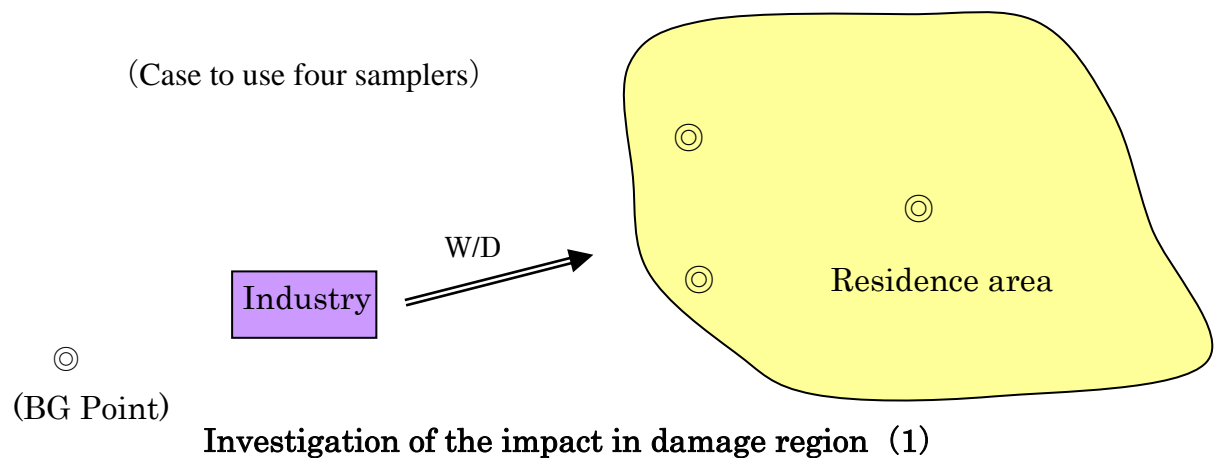 （Case to use four samplers）
W/D
Residence area
Industry
(BG Point)
Investigation of the impact in damage region（1）